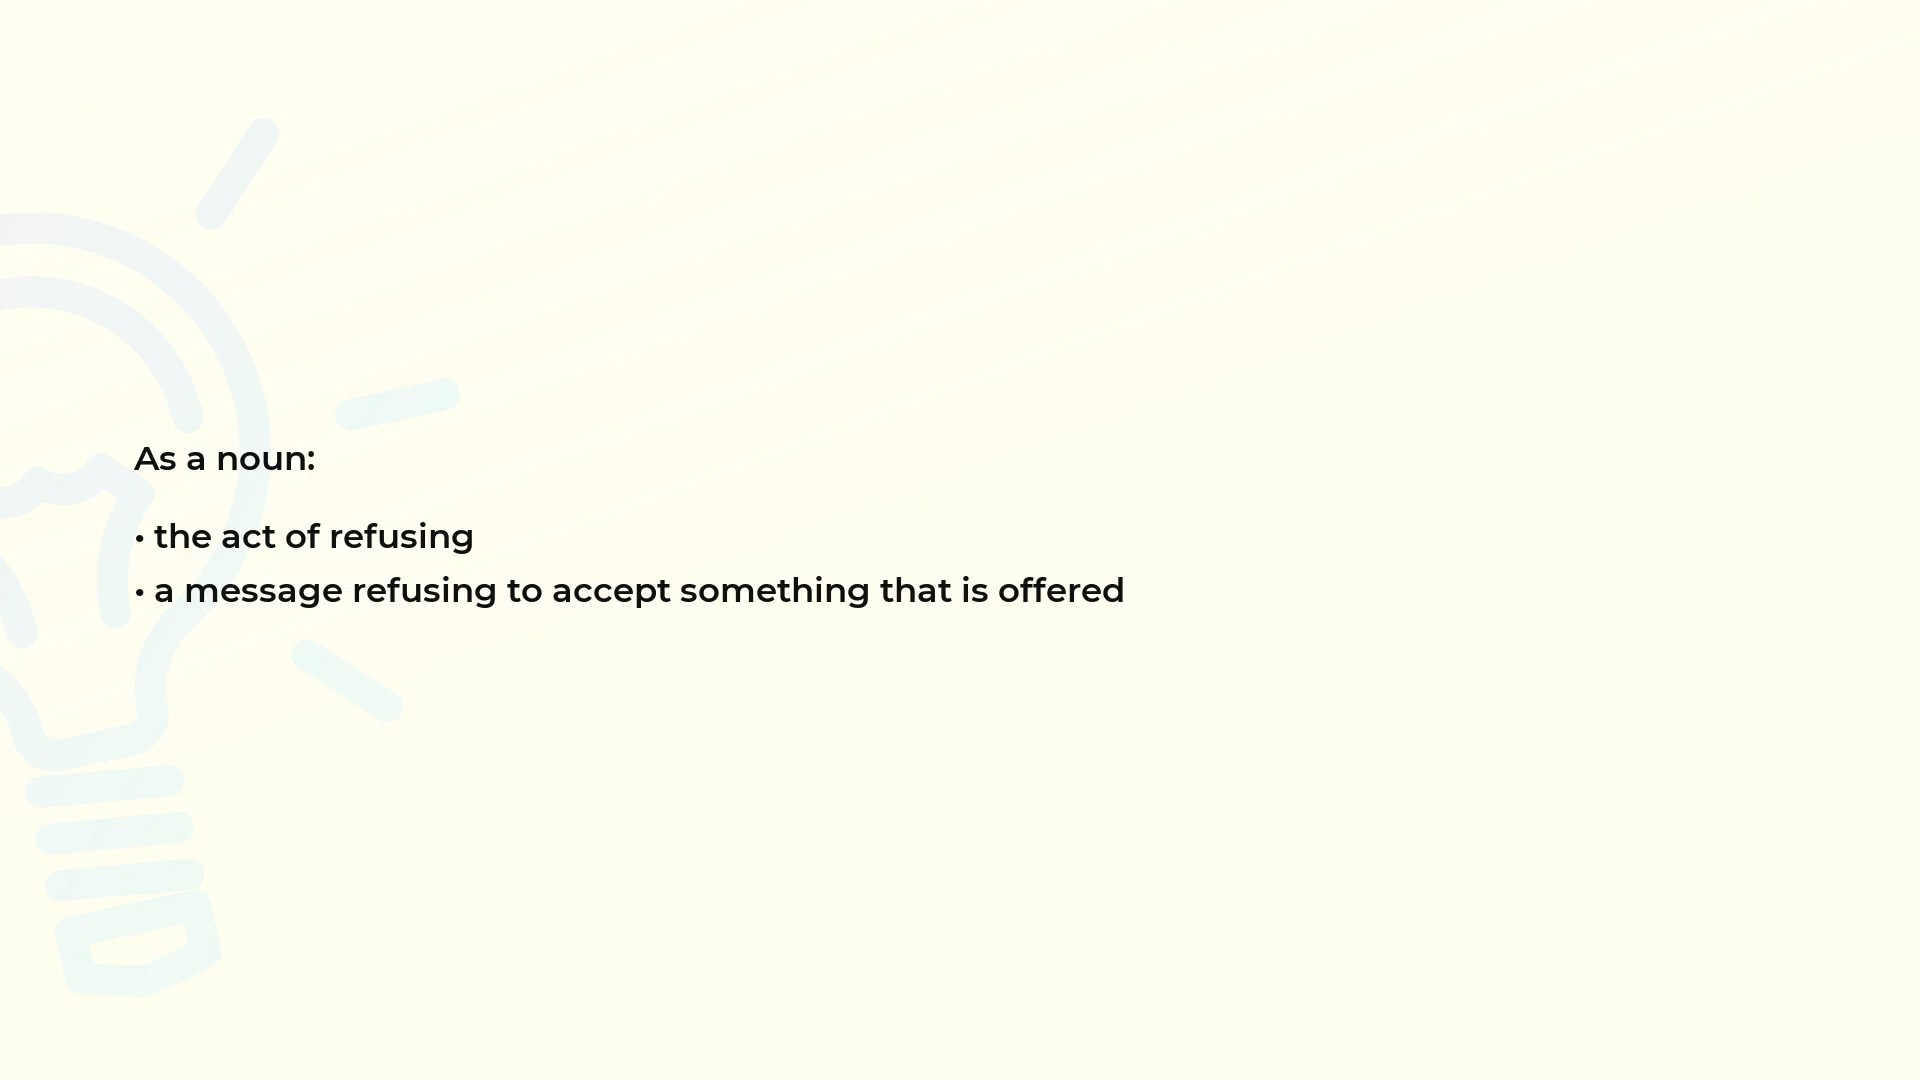 As a noun:
• the act of refusing
• a message refusing to accept something that is offered